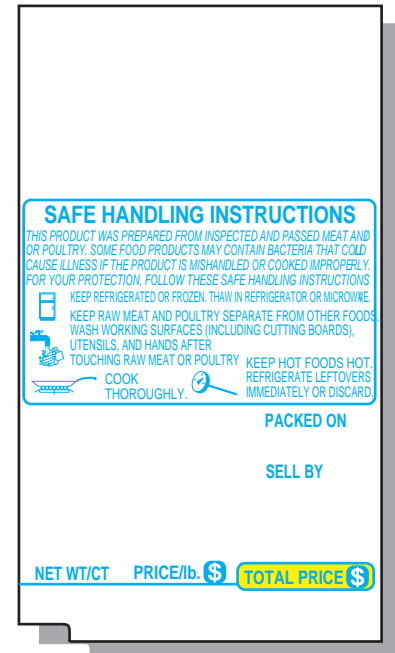 SAFE HANDLING INSTRUCTIONS
THIS PRODUCT WAS PREPARED FROM INSPECTED AND PASSED MEAT AND
OR POULTRY. SOME FOOD PRODUCTS MAY CONTAIN BACTERIA THAT COULD
CAUSE ILLNESS IF THE PRODUCT IS MISHANDLED OR COOKED IMPROPERLY.
FOR YOUR PROTECTION, FOLLOW THESE SAFE HANDLING INSTRUCTIONS
KEEP REFRIGERATED OR FROZEN. THAW IN REFRIGERATOR OR MICROWAVE.
KEEP RAW MEAT AND POULTRY SEPARATE FROM OTHER FOODS.
WASH WORKING SURFACES (INCLUDING CUTTING BOARDS),
UTENSILS, AND HANDS AFTER
TOUCHING RAW MEAT OR POULTRY
COOK
THOROUGHLY.
KEEP HOT FOODS HOT.
REFRIGERATE LEFTOVERS
IMMEDIATELY OR DISCARD.
PACKED ON
SELL BY
NET WT/CT PRICE/lb. $ TOTAL PRICE $